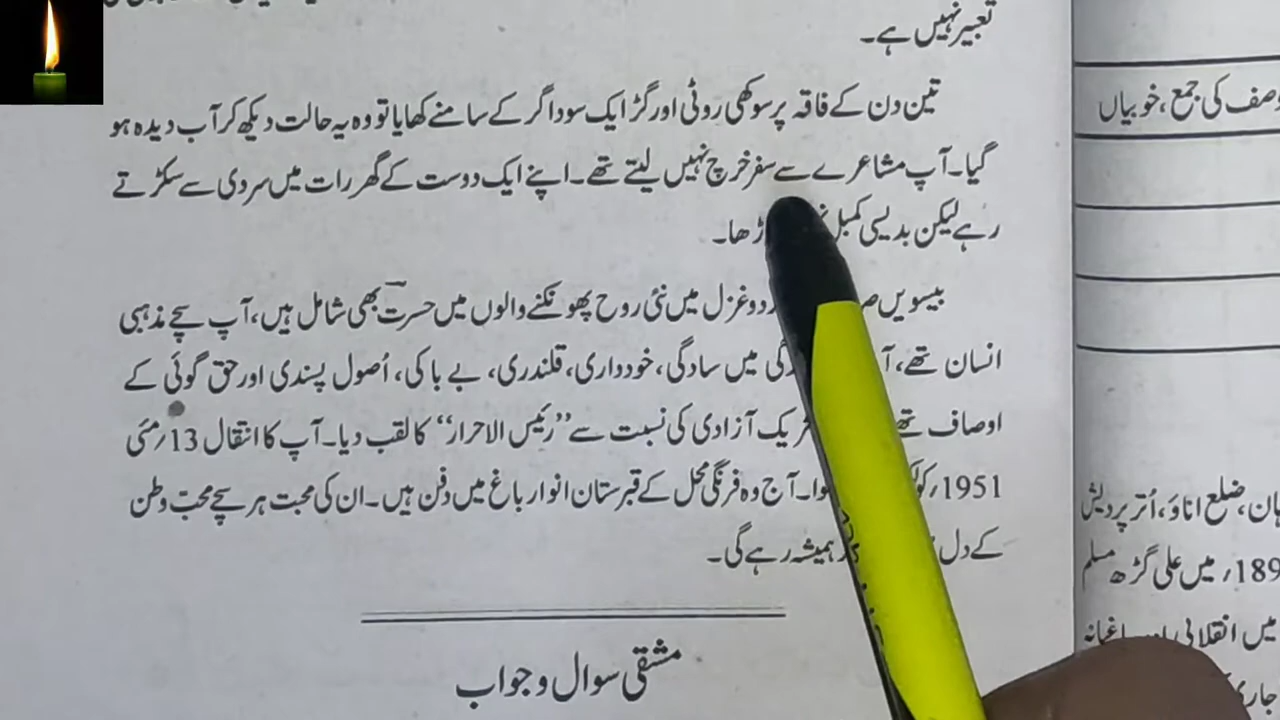 تعبیر نہیں ہے۔
تین دن کے فاقہ پر سوکھی روٹی اور گڑ ایک سوداگر کے سامنے کھایا تو وہ یہ حالت دیکھ کر آب دیدہ ہو
گیا۔ آپ مشاعرے سے سفر خرچ نہیں لیتے تھے۔ اپنے ایک دوست کے گھر رات میں سردی سے سکڑتے
رہے لیکن بدیسی کمبل
بیسویں دو غزل میں نئی روح پھونکنے والوں میں حسرتؔ بھی شامل ہیں، آپ سچے مذہبی
انسان تھے، میں سادگی، خودداری، قلندری، بے باکی، اُصول پسندی اور حق گوئی کے
اوصاف آزادی کی نسبت سے ’’رئیس الاحرار‘‘ کا لقب دیا۔ آپ کا انتقال 13؍مئی
1951؍ آج وہ فرنگی محل کے قبرستان انوار باغ میں دفن ہیں۔ ان کی محبت ہر سچے محبّ وطن
کے دل ہمیشہ رہے گی۔
مشقی سوال و جواب
وصف کی جمع، خوبیاں
ضلع اناؤ، اُتر پردیش
میں علی گڑھ مسلم
میں انقلابی
جاری